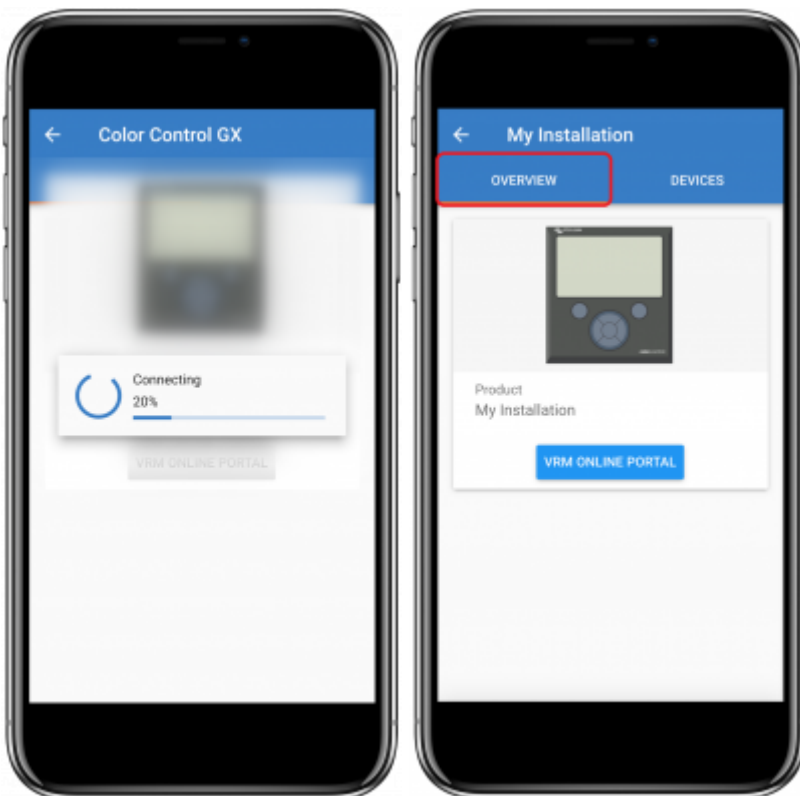 Color Control GX
Connecting
20%
VRM ONLINE PORTAL
My Installation
OVERVIEW
DEVICES
Product
My Installation
VRM ONLINE PORTAL